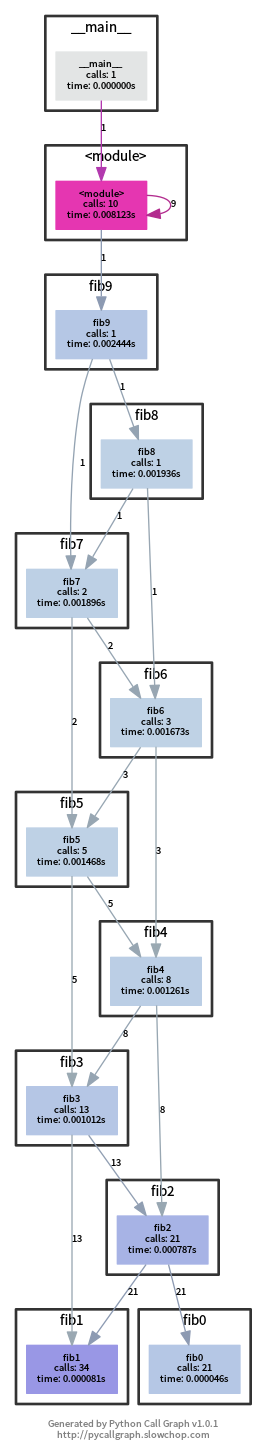 __main__
__main__
calls: 1
time: 0.000000s
1
<module>
<module>
calls: 10
time: 0.008123s
9
1
fib9
fib9
calls: 1
time: 0.002444s
1
fib8
fib8
calls: 1
time: 0.001936s
1
1
fib7
fib7
calls: 2
time: 0.001896s
1
2
fib6
fib6
calls: 3
time: 0.001673s
2
3
fib5
fib5
calls: 5
time: 0.001468s
3
5
fib4
fib4
calls: 8
time: 0.001261s
5
8
fib3
fib3
calls: 13
time: 0.001012s
8
13
fib2
fib2
calls: 21
time: 0.000787s
13
21
21
fib1
fib1
calls: 34
time: 0.000081s
fib0
fib0
calls: 21
time: 0.000046s
Generated by Python Call Graph v1.0.1
http://pycallgraph.slowchop.com